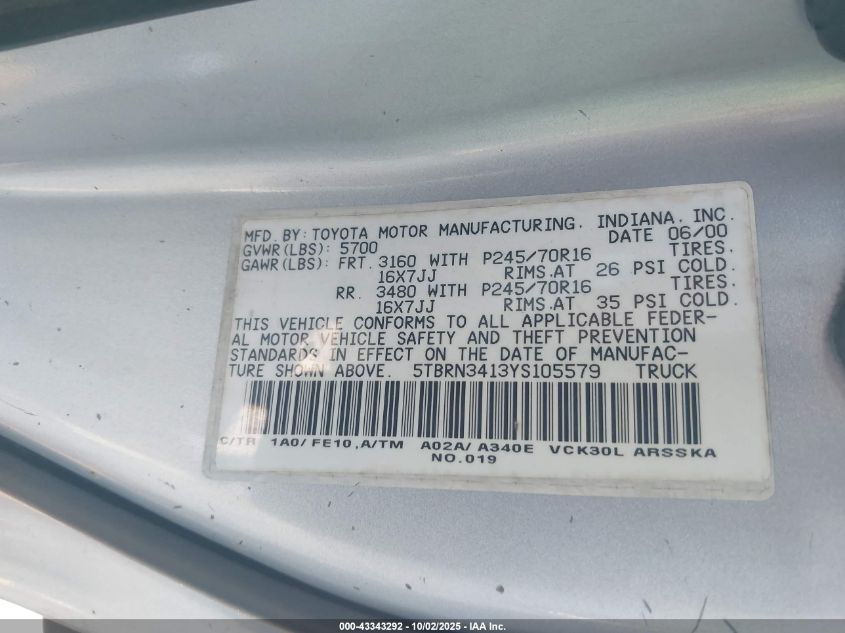 MFD. BY: TOYOTA MOTOR MANUFACTURING, INDIANA, INC.
GVWR(LBS): 5700 DATE 06/00
GAWR(LBS): FRT. 3160 WITH P245/70R16 TIRES.
16X7JJ RIMS.AT 26 PSI COLD.
RR. 3480 WITH P245/70R16 TIRES.
16X7JJ RIMS.AT 35 PSI COLD.
THIS VEHICLE CONFORMS TO ALL APPLICABLE FEDER-
AL MOTOR VEHICLE SAFETY AND THEFT PREVENTION
STANDARDS IN EFFECT ON THE DATE OF MANUFAC-
TURE SHOWN ABOVE. 5TBRN3413YS105579 TRUCK
C/TR 1A0/ FE10,A/TM A02A/ A340E VCK30L ARSSKA
NO.019
000-43343292 - 10/02/2025 - IAA Inc.